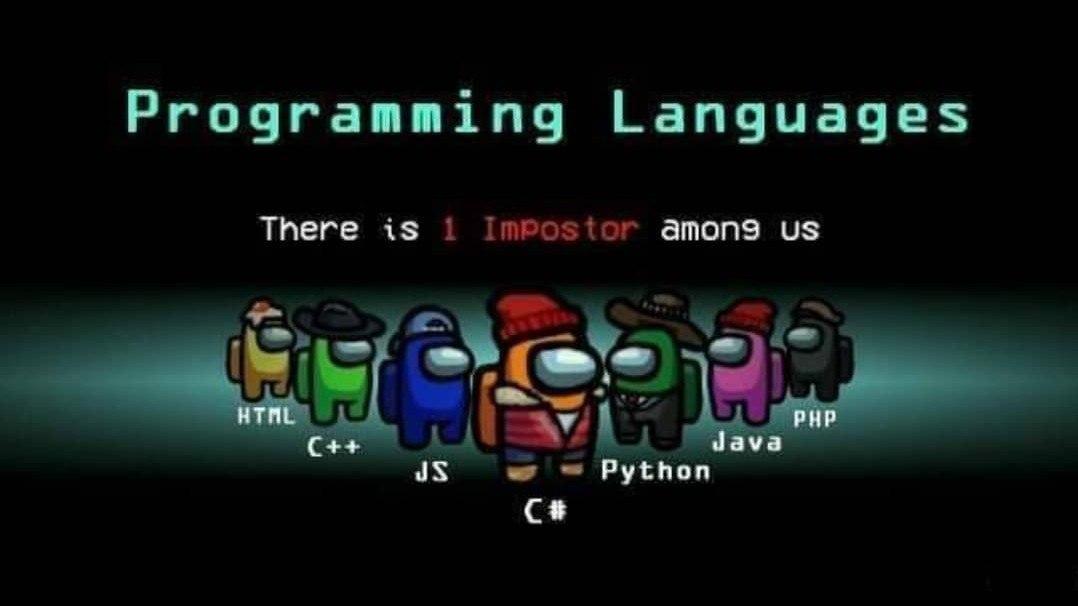 Programming Languages
There is 1 Impostor among us
HTML
C++
JS
C#
Python
Java
PHP